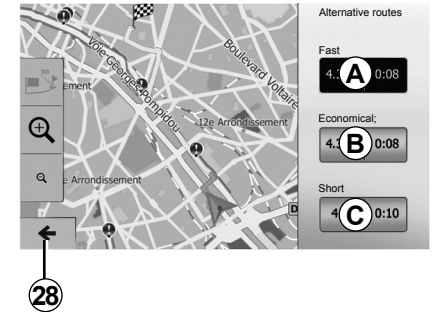 Alternative routes
Fast
A 0:08
Economical;
B 0:08
Short
C 0:10
Voie Georges-Pompidou
Boulevard Voltaire
12e Arrondissement
e Arrondissement
ement
D
28